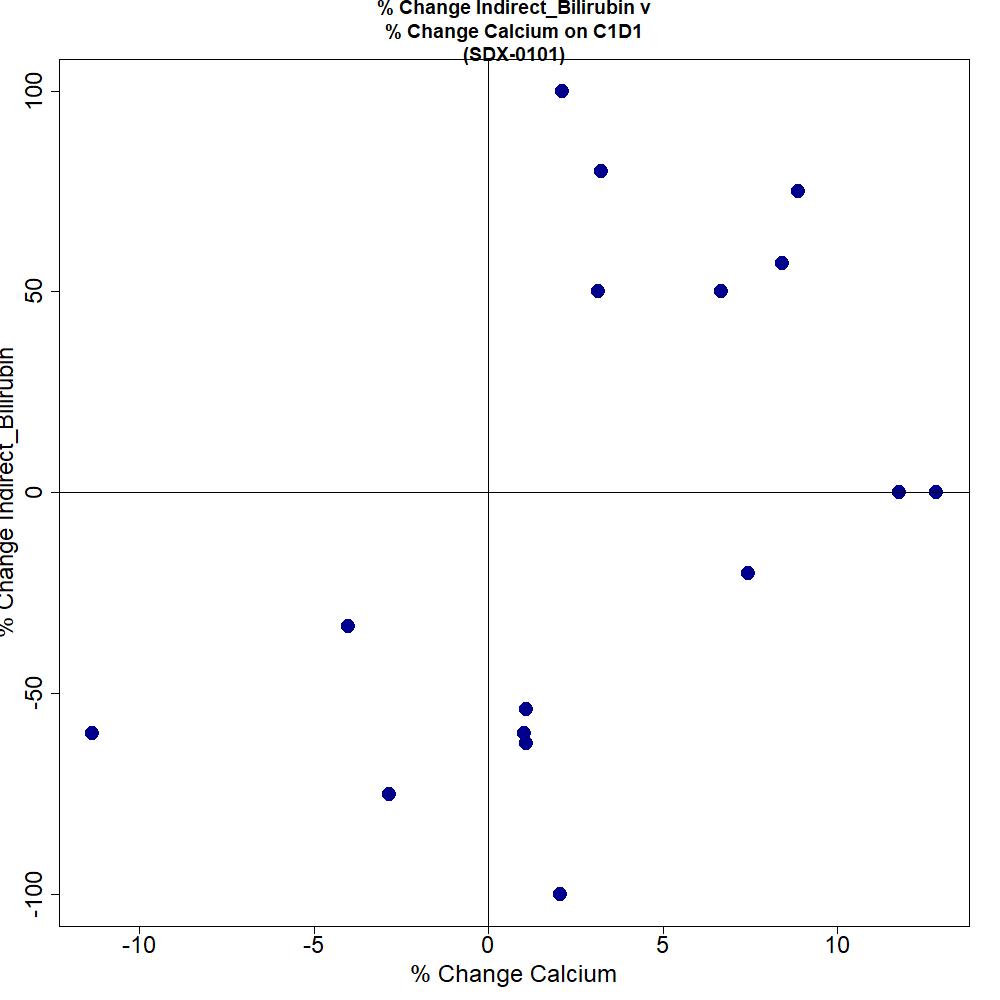 % Change Indirect_Bilirubin v
% Change Calcium on C1D1
(SDX-0101)
% Change Indirect_Bilirubin
100
50
0
-50
-100
-10
-5
0
5
10
% Change Calcium